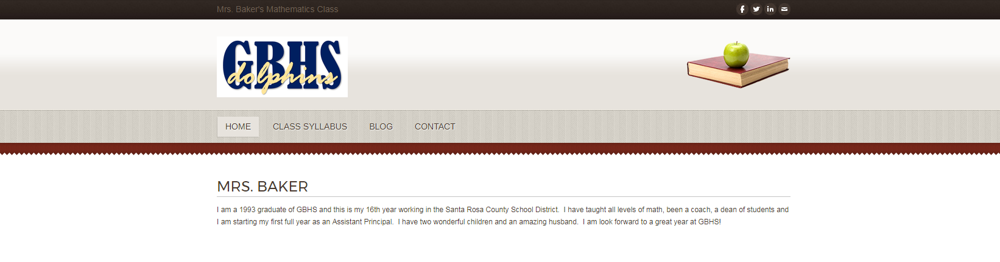 Mrs. Baker's Mathematics Class
GBHS
dolphins
HOME CLASS SYLLABUS BLOG CONTACT
MRS. BAKER
I am a 1993 graduate of GBHS and this is my 16th year working in the Santa Rosa County School District.  I have taught all levels of math, been a coach, a dean of students and
I am starting my first full year as an Assistant Principal.  I have two wonderful children and an amazing husband.  I am look forward to a great year at GBHS!